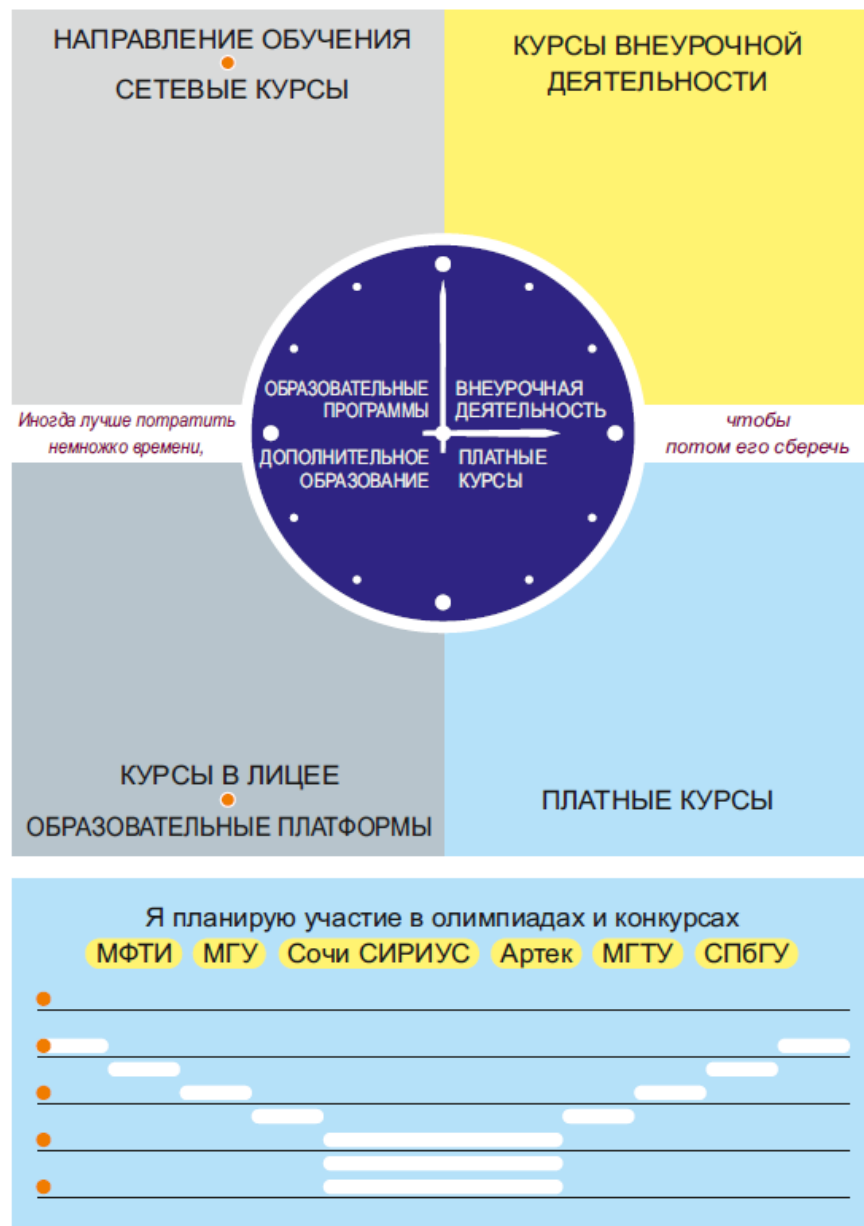 НАПРАВЛЕНИЕ ОБУЧЕНИЯ
СЕТЕВЫЕ КУРСЫ
КУРСЫ ВНЕУРОЧНОЙ
ДЕЯТЕЛЬНОСТИ
ОБРАЗОВАТЕЛЬНЫЕ
ПРОГРАММЫ
ВНЕУРОЧНАЯ
ДЕЯТЕЛЬНОСТЬ
Иногда лучше потратить
немножко времени,
чтобы
потом его сберечь
ДОПОЛНИТЕЛЬНОЕ
ОБРАЗОВАНИЕ
ПЛАТНЫЕ
КУРСЫ
КУРСЫ В ЛИЦЕЕ
ОБРАЗОВАТЕЛЬНЫЕ ПЛАТФОРМЫ
ПЛАТНЫЕ КУРСЫ
Я планирую участие в олимпиадах и конкурсах
МФТИ МГУ Сочи СИРИУС Артек МГТУ СПбГУ